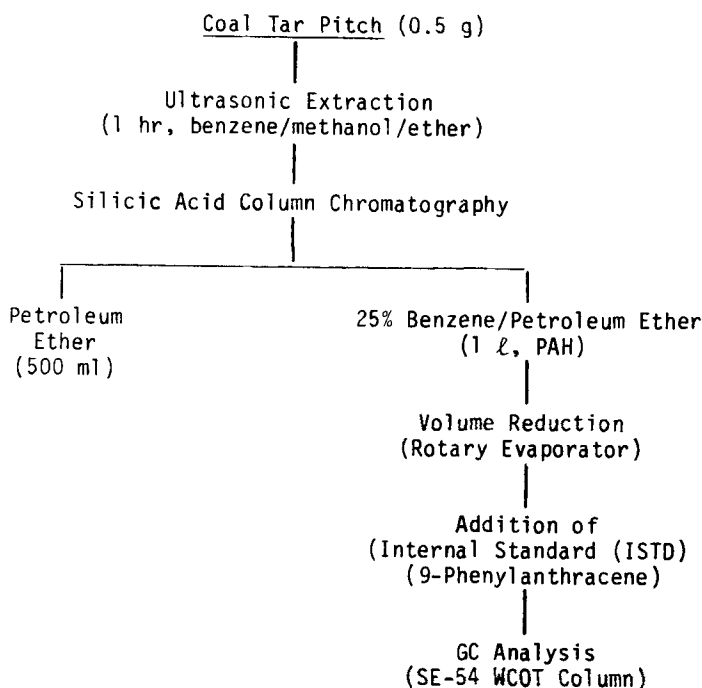 Coal Tar Pitch (0.5 g)
Ultrasonic Extraction
(1 hr, benzene/methanol/ether)
Silicic Acid Column Chromatography
Petroleum
Ether
(500 ml)
25% Benzene/Petroleum Ether
(1 ℓ, PAH)
Volume Reduction
(Rotary Evaporator)
Addition of
(Internal Standard (ISTD)
(9-Phenylanthracene)
GC Analysis
(SE-54 WCOT Column)